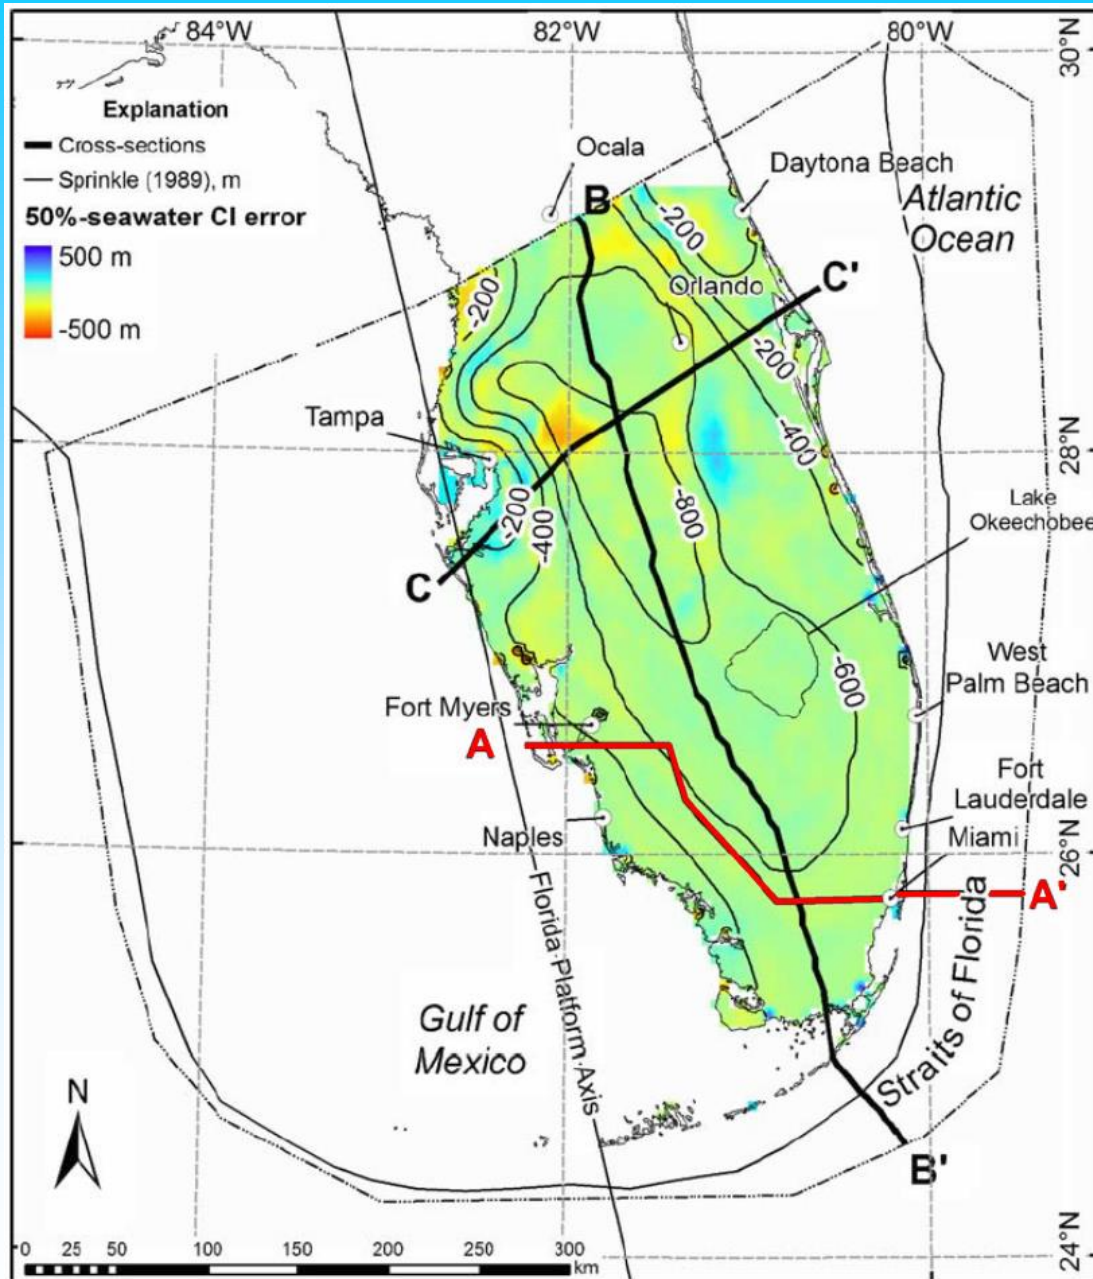 84°W
82°W
80°W
30°N
Explanation
Cross-sections
Sprinkle (1989), m
50%-seawater Cl error
500 m
-500 m
Ocala
B
Daytona Beach
Atlantic
Ocean
-200
C'
Orlando
-200
-200
Tampa
-400
28°N
-200
-400
-800
Lake
Okeechobee
C
-600
West
Palm Beach
Fort Myers
A
Fort
Lauderdale
Naples
Miami
26°N
A'
Florida Platform Axis
Straits of Florida
Gulf of
Mexico
N
B'
24°N
0 25 50 100 150 200 250 300
km